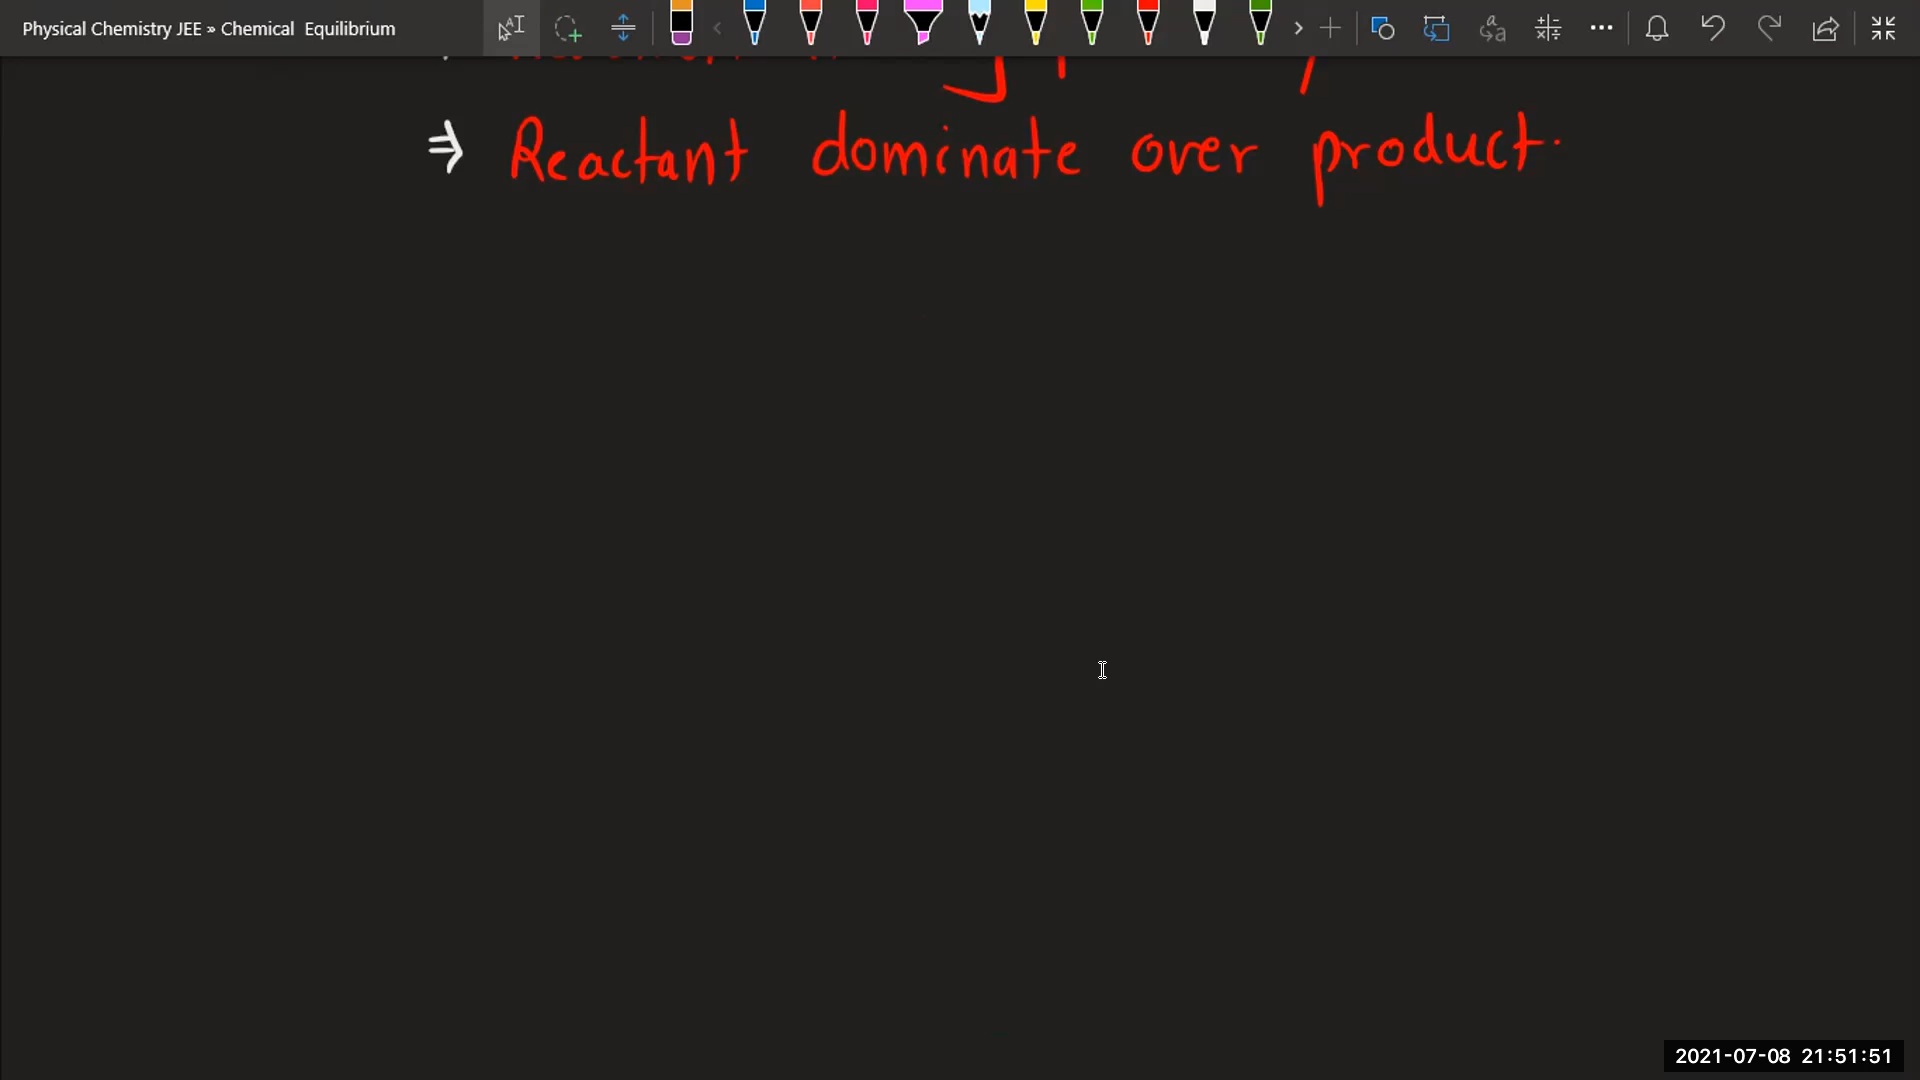 Physical Chemistry JEE » Chemical Equilibrium
⇒ Reactant dominate over product.
2021-07-08 21:51:51